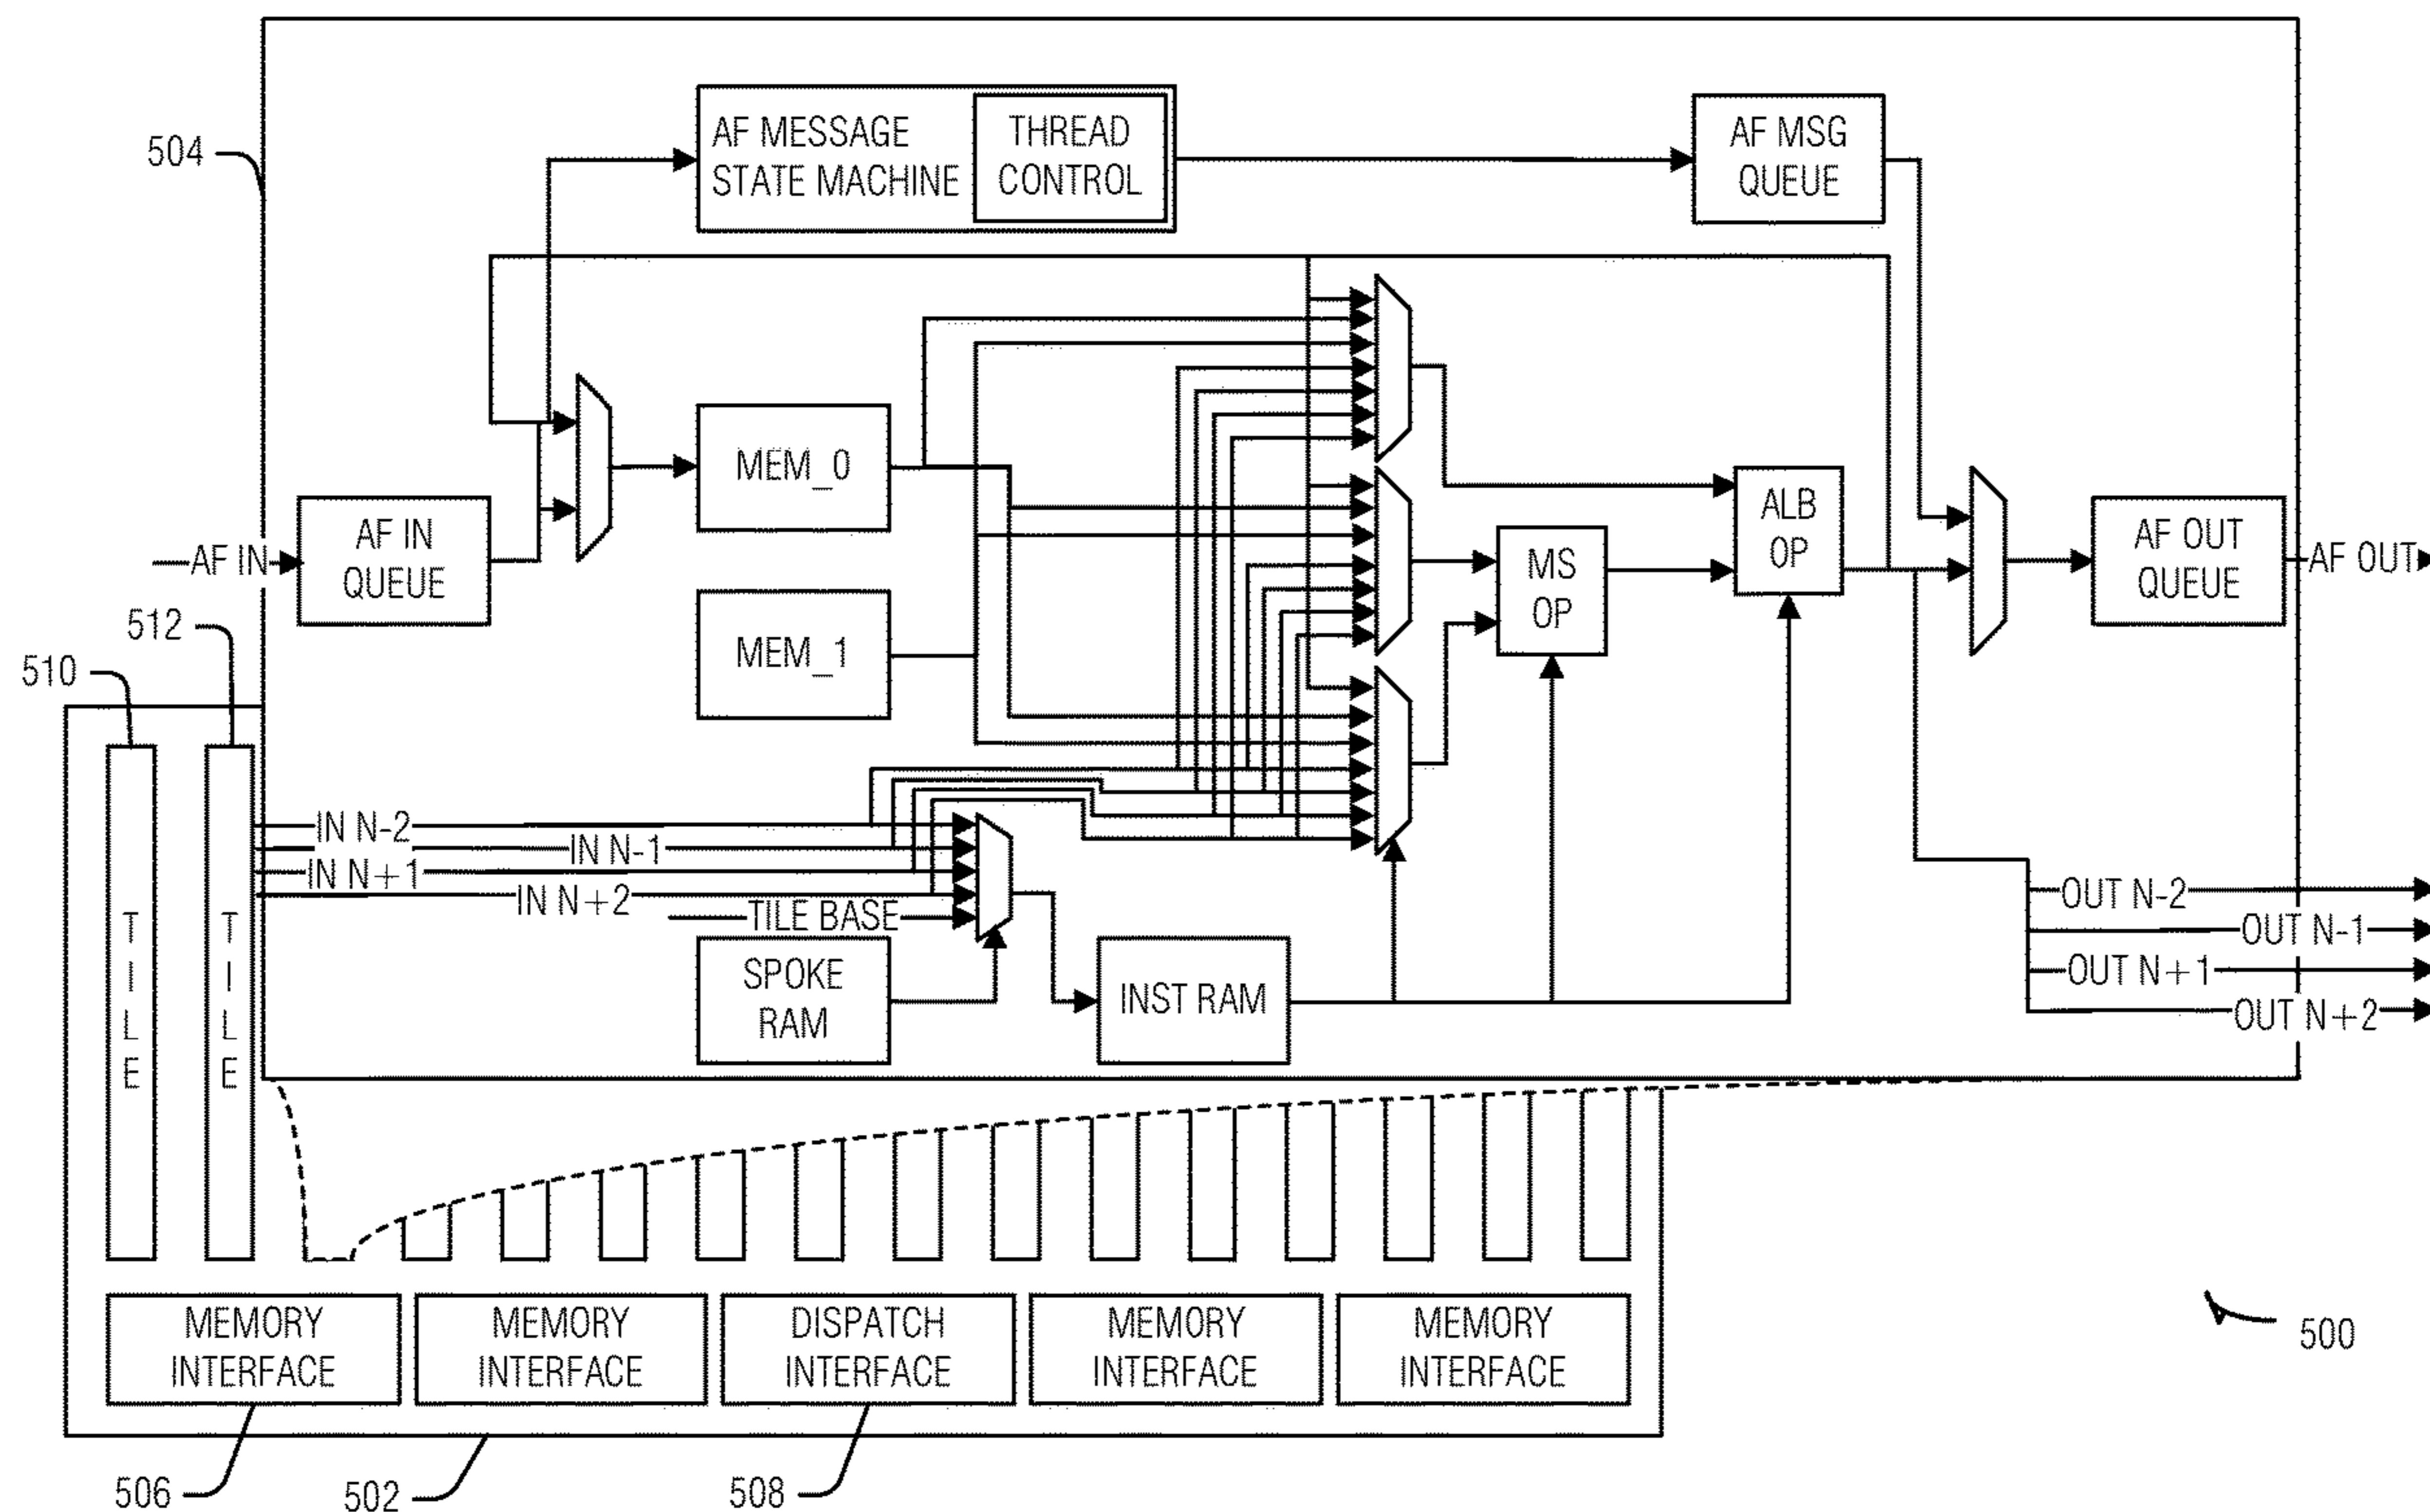 504
AF MESSAGE
STATE MACHINE
THREAD
CONTROL
AF MSG
QUEUE
AF IN
AF IN
QUEUE
MEM_0
MEM_1
MS
OP
ALB
OP
AF OUT
QUEUE
AF OUT
512
510
TILE
TILE
IN N-2
IN N-1
IN N+1
IN N+2
TILE BASE
SPOKE
RAM
INST RAM
OUT N-2
OUT N-1
OUT N+1
OUT N+2
MEMORY
INTERFACE
MEMORY
INTERFACE
DISPATCH
INTERFACE
MEMORY
INTERFACE
MEMORY
INTERFACE
500
506
502
508